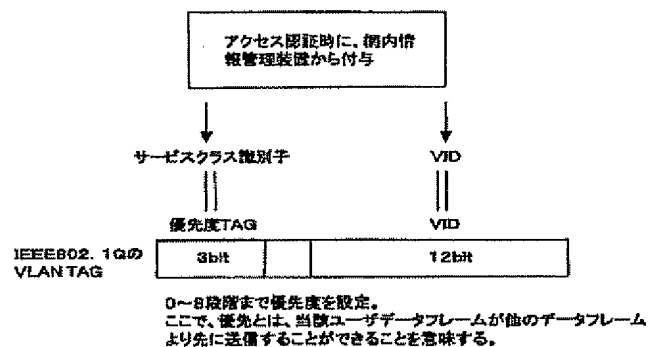 アクセス認証時に、網内情
報管理装置から付与
サービスクラス識別子
VID
優先度TAG
VID
IEEE802. 1Qの
VLAN TAG
3bit
12bit
0～8段階まで優先度を設定。
ここで、優先とは、当該ユーザデータフレームが他のデータフレーム
より先に送信することができることを意味する。